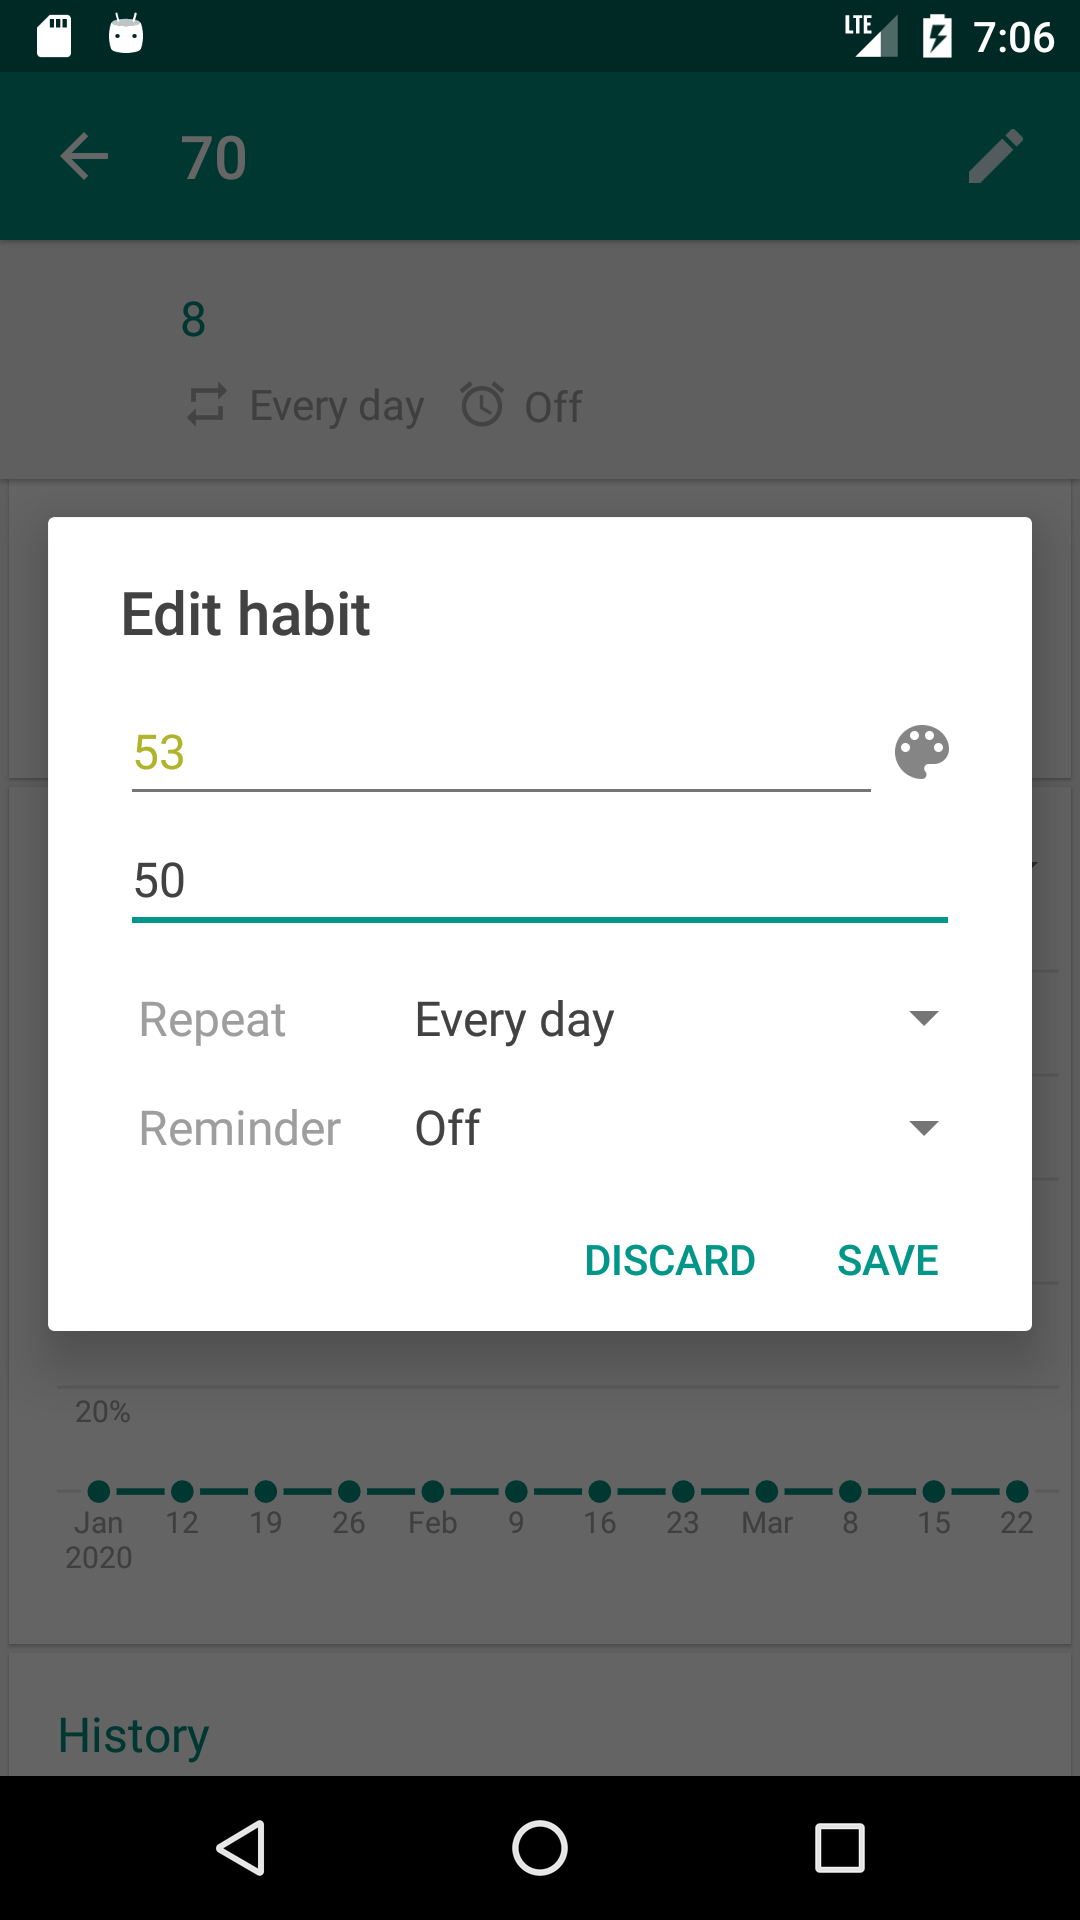 LTE 7:06
70
8
Every day Off
Edit habit
53
50
Repeat Every day
Reminder Off
DISCARD SAVE
20%
Jan 12 19 26 Feb 9 16 23 Mar 8 15 22
2020
History